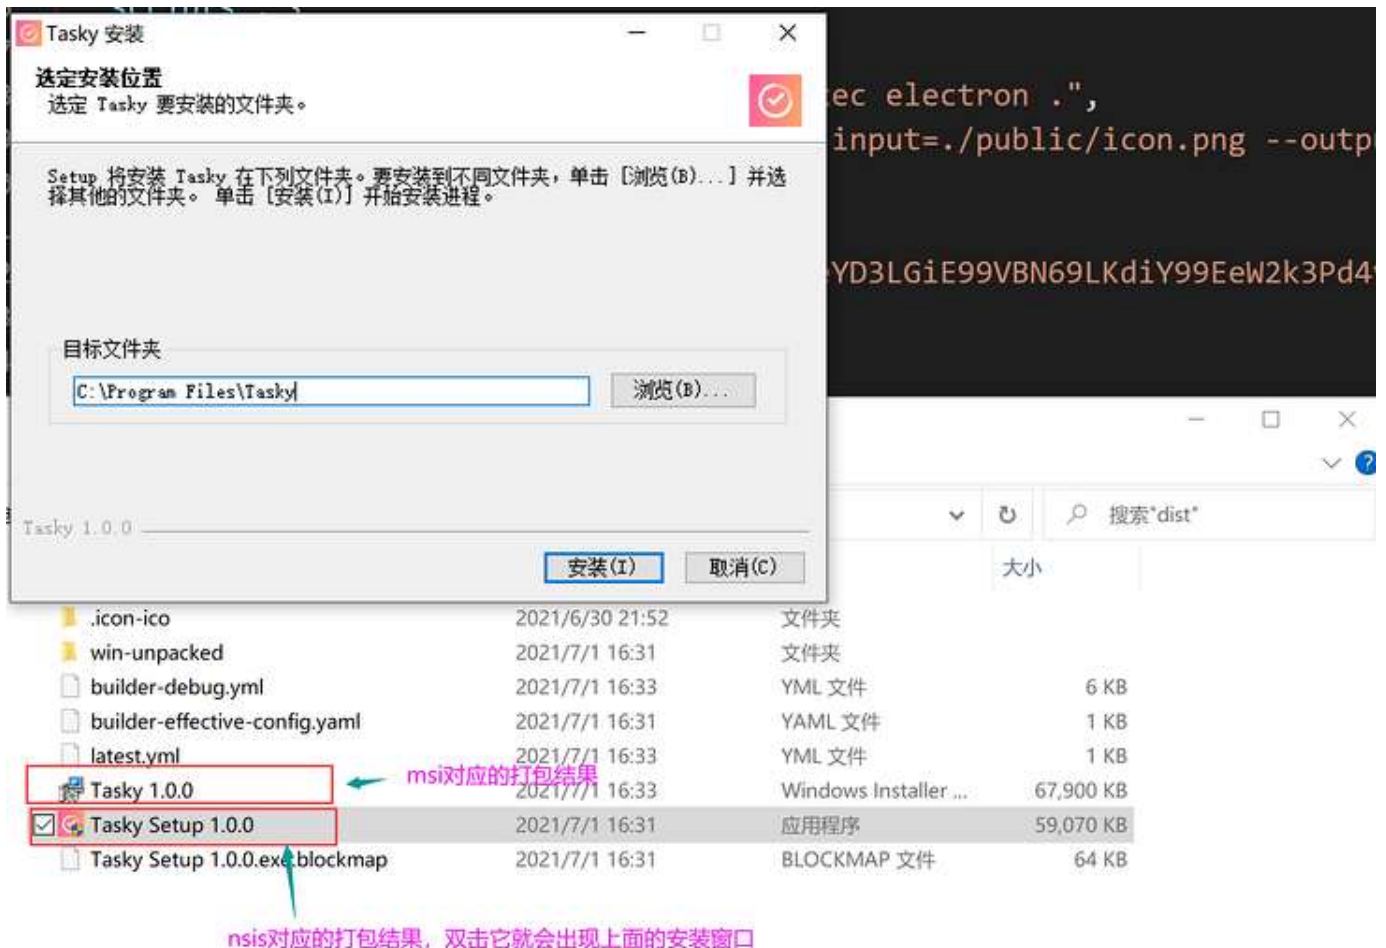 Tasky 安装
选定安装位置
选定 Tasky 要安装的文件夹。
ec electron .",
input=./public/icon.png --outp
Setup 将安装 Tasky 在下列文件夹。要安装到不同文件夹，单击 [浏览(B)...] 并选
择其他的文件夹。 单击 [安装(I)] 开始安装进程。
YD3LGiE99VBN69LKdiY99EeW2k3Pd4
目标文件夹
C:\Program Files\Tasky
浏览(B)...
Tasky 1.0.0
搜索"dist"
安装(I)
取消(C)
大小
.icon-ico 2021/6/30 21:52 文件夹
win-unpacked 2021/7/1 16:31 文件夹
builder-debug.yml 2021/7/1 16:33 YML 文件 6 KB
builder-effective-config.yaml 2021/7/1 16:31 YAML 文件 1 KB
latest.yml 2021/7/1 16:33 YML 文件 1 KB
msi对应的打包结果
Tasky 1.0.0 2021/7/1 16:33 Windows Installer ... 67,900 KB
Tasky Setup 1.0.0 2021/7/1 16:31 应用程序 59,070 KB
Tasky Setup 1.0.0.exe.blockmap 2021/7/1 16:31 BLOCKMAP 文件 64 KB
nsis对应的打包结果，双击它就会出现上面的安装窗口